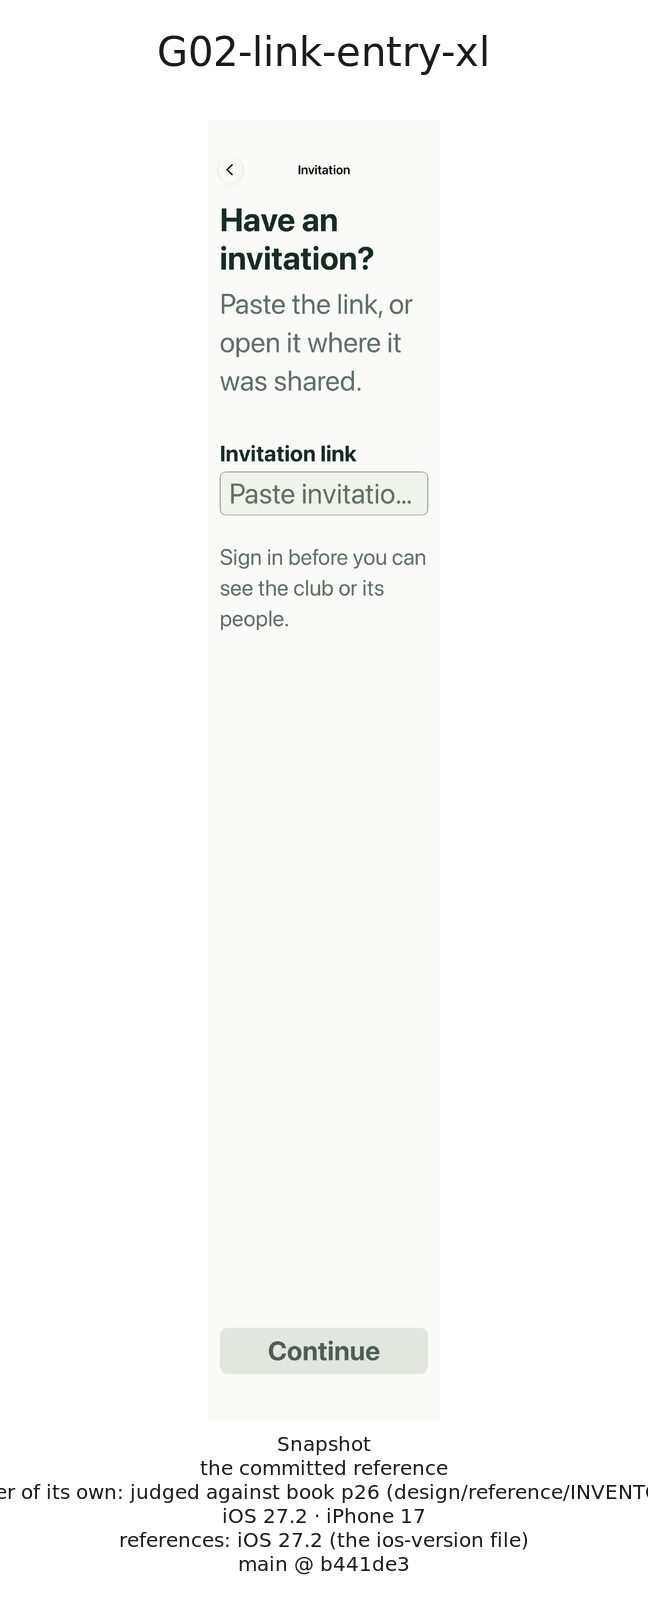 G02-link-entry-xl
Invitation
Have an
invitation?
Paste the link, or
open it where it
was shared.
Invitation link
Paste invitatio...
Sign in before you can
see the club or its
people.
Continue
Snapshot
the committed reference
of its own: judged against book p26 (design/reference/
iOS 27.2 · iPhone 17
references: iOS 27.2 (the ios-version file)
main @ b441de3